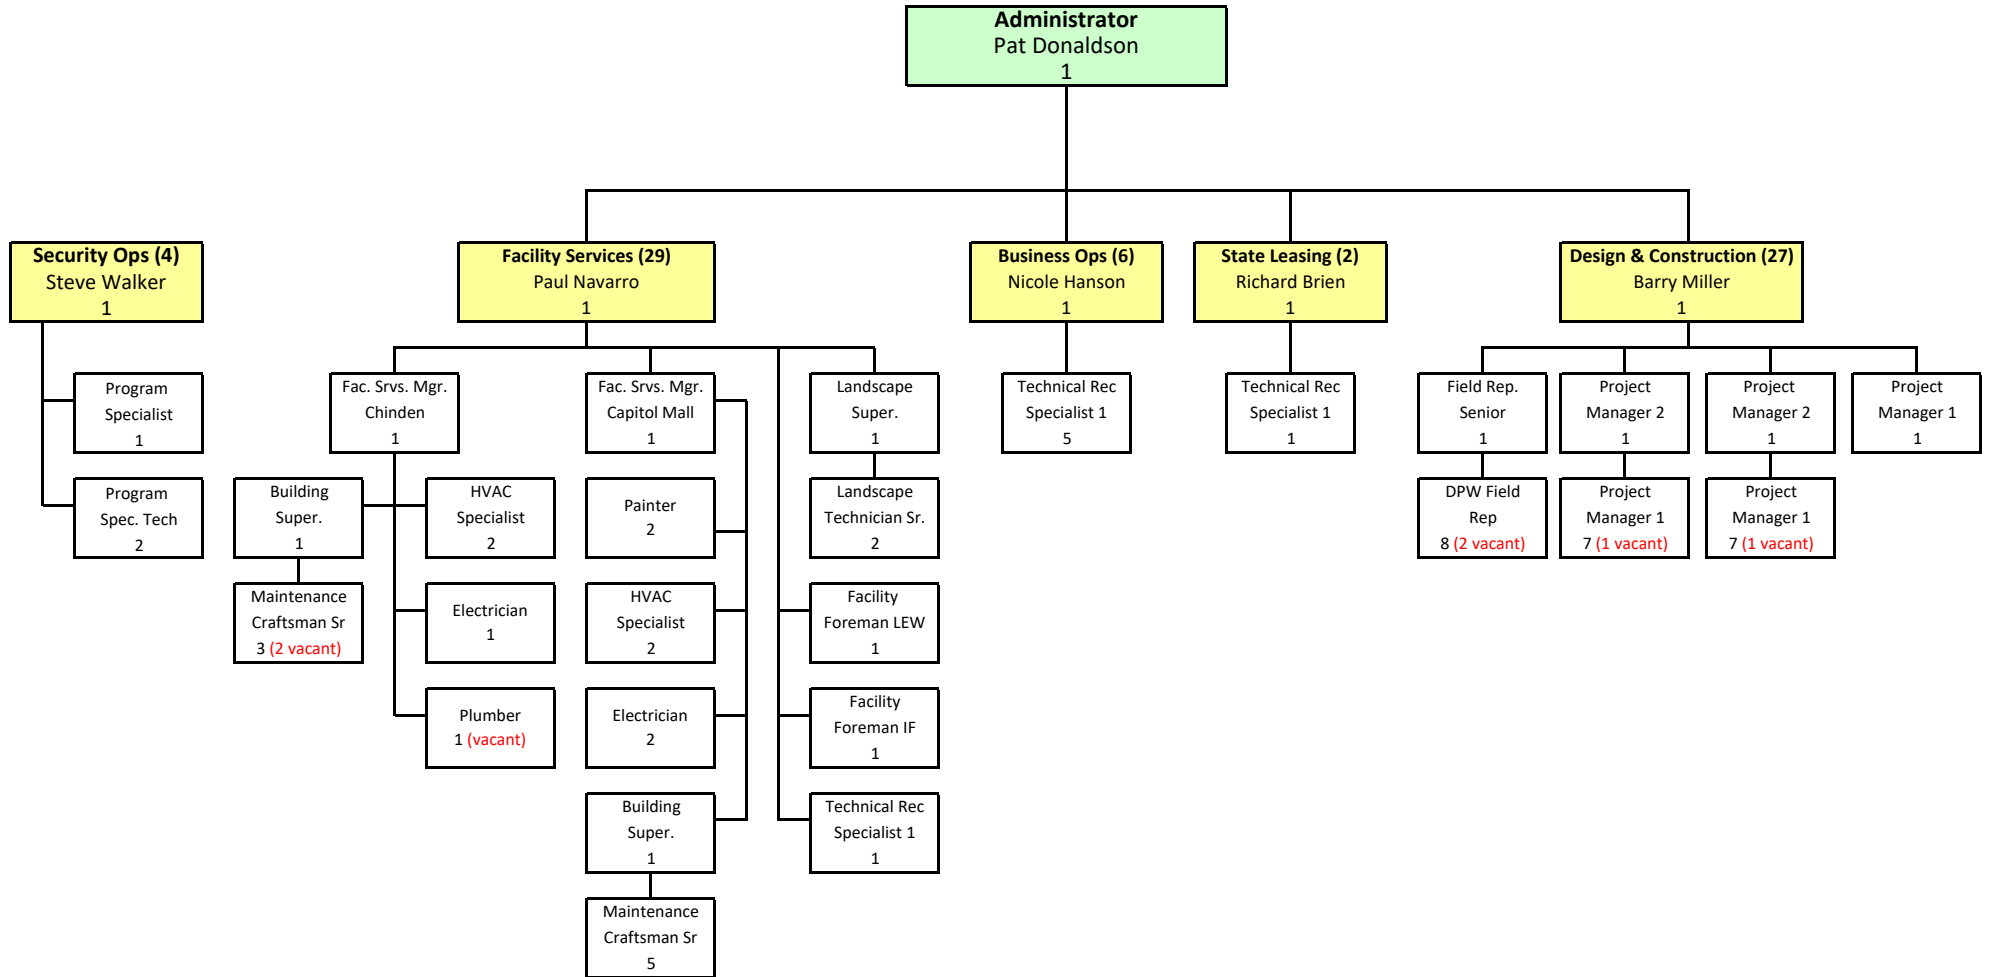 Administrator
Pat Donaldson
1
Security Ops (4)
Steve Walker
1
Facility Services (29)
Paul Navarro
1
Business Ops (6)
Nicole Hanson
1
State Leasing (2)
Richard Brien
1
Design & Construction (27)
Barry Miller
1
Program
Specialist
1
Program
Spec. Tech
2
Fac. Srvs. Mgr.
Chinden
1
Building
Super.
1
Maintenance
Craftsman Sr
3 (2 vacant)
HVAC
Specialist
2
Electrician
1
Plumber
1 (vacant)
Fac. Srvs. Mgr.
Capitol Mall
1
Painter
2
HVAC
Specialist
2
Electrician
2
Building
Super.
1
Maintenance
Craftsman Sr
5
Landscape
Super.
1
Landscape
Technician Sr.
2
Facility
Foreman LEW
1
Facility
Foreman IF
1
Technical Rec
Specialist 1
1
Technical Rec
Specialist 1
5
Technical Rec
Specialist 1
1
Field Rep.
Senior
1
DPW Field
Rep
8 (2 vacant)
Project
Manager 2
1
Project
Manager 1
7 (1 vacant)
Project
Manager 2
1
Project
Manager 1
7 (1 vacant)
Project
Manager 1
1